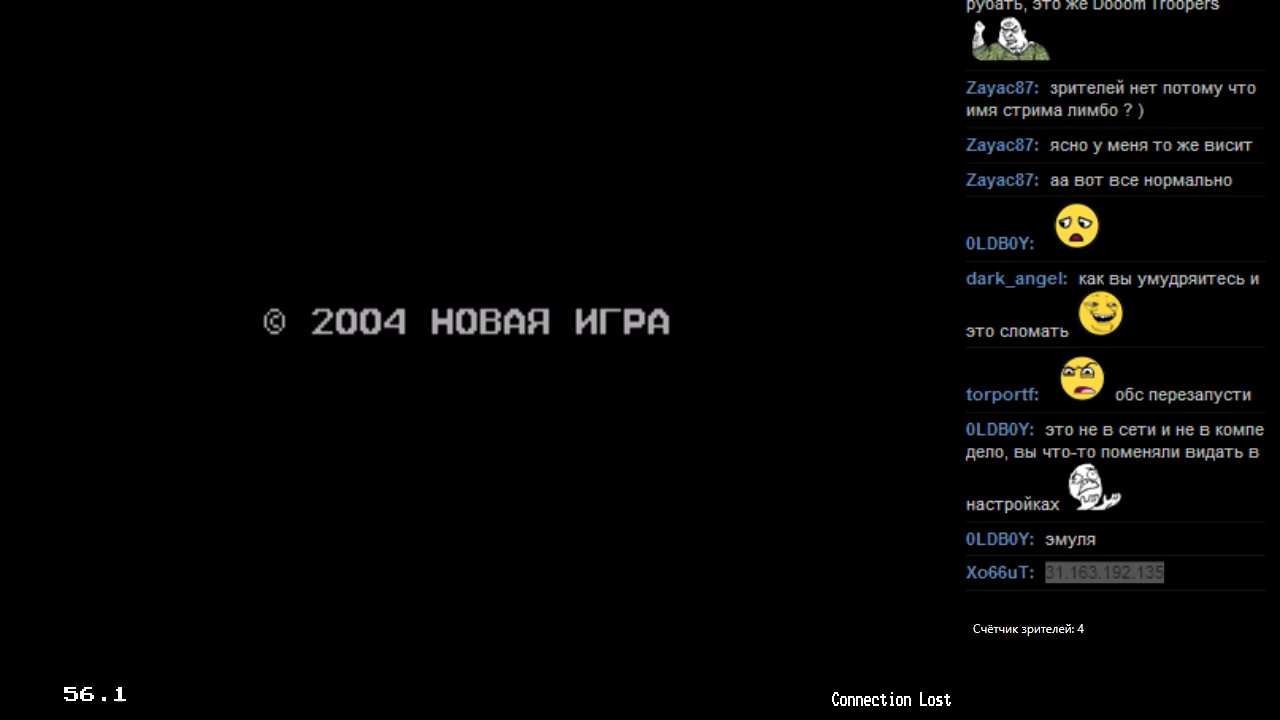 рубать, это же Dooom Troopers
Zayac87: зрителей нет потому что
имя стрима лимбо ? )
Zayac87: ясно у меня то же висит
Zayac87: аа вот все нормально
0LDB0Y:
dark_angel: как вы умудряитесь и
это сломать
torportf: обс перезапусти
0LDB0Y: это не в сети и не в компе
дело, вы что-то поменяли видать в
настройках
0LDB0Y: эмуля
Xo66uT: 31.163.192.135
Счётчик зрителей: 4
© 2004 НОВАЯ ИГРА
56.1
Connection Lost